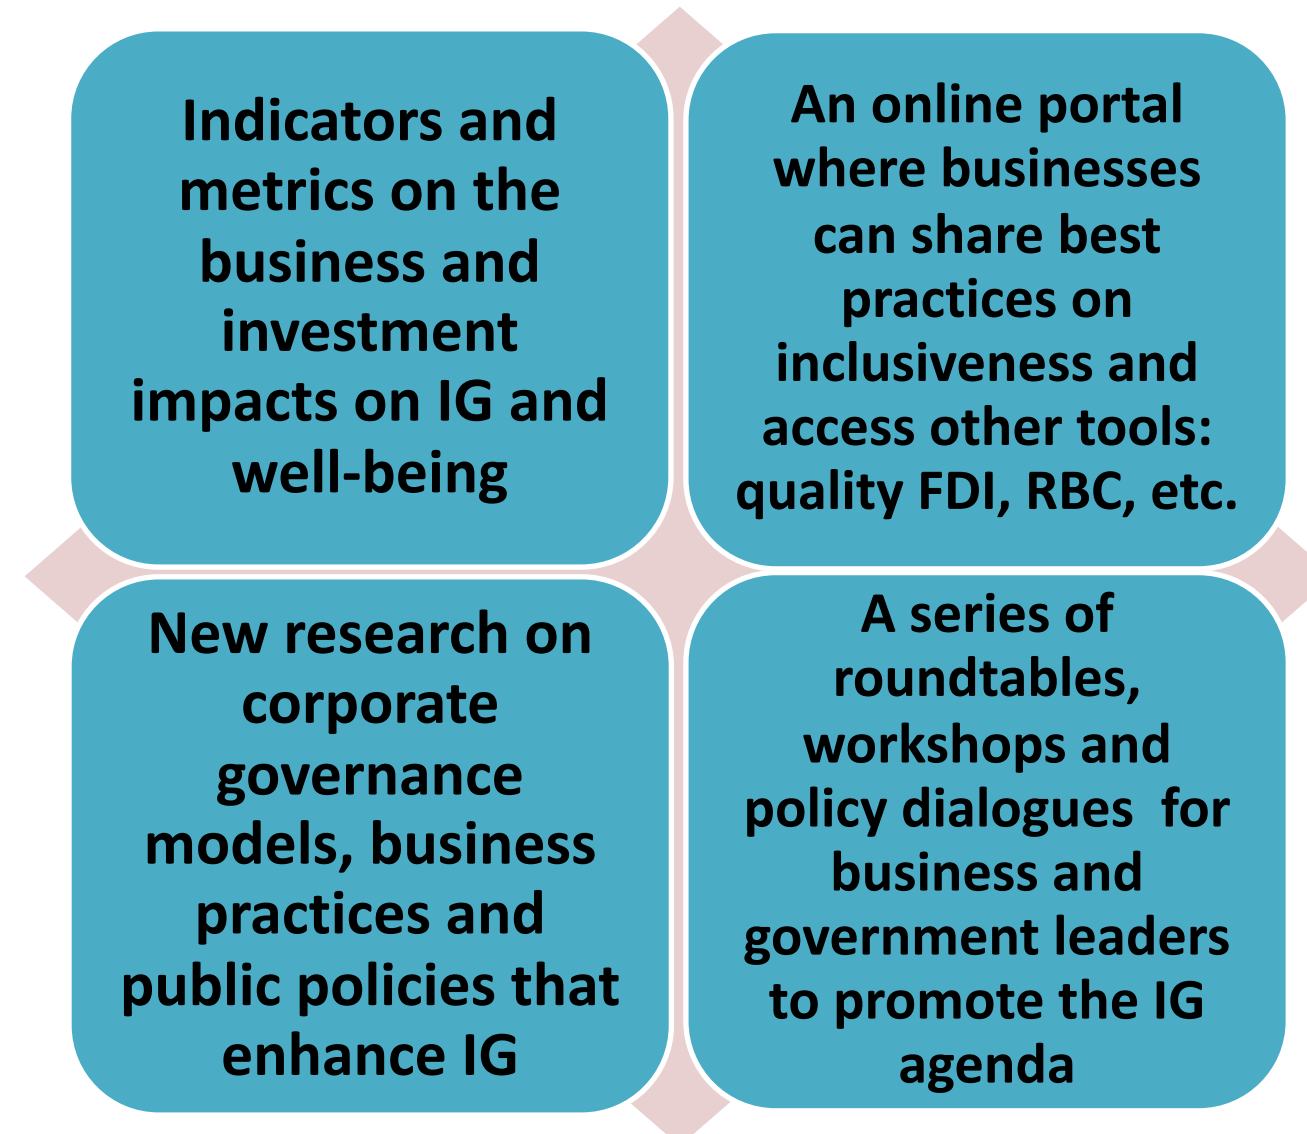 Indicators and
metrics on the
business and
investment
impacts on IG and
well-being
An online portal
where businesses
can share best
practices on
inclusiveness and
access other tools:
quality FDI, RBC, etc.
New research on
corporate
governance
models, business
practices and
public policies that
enhance IG
A series of
roundtables,
workshops and
policy dialogues  for
business and
government leaders
to promote the IG
agenda